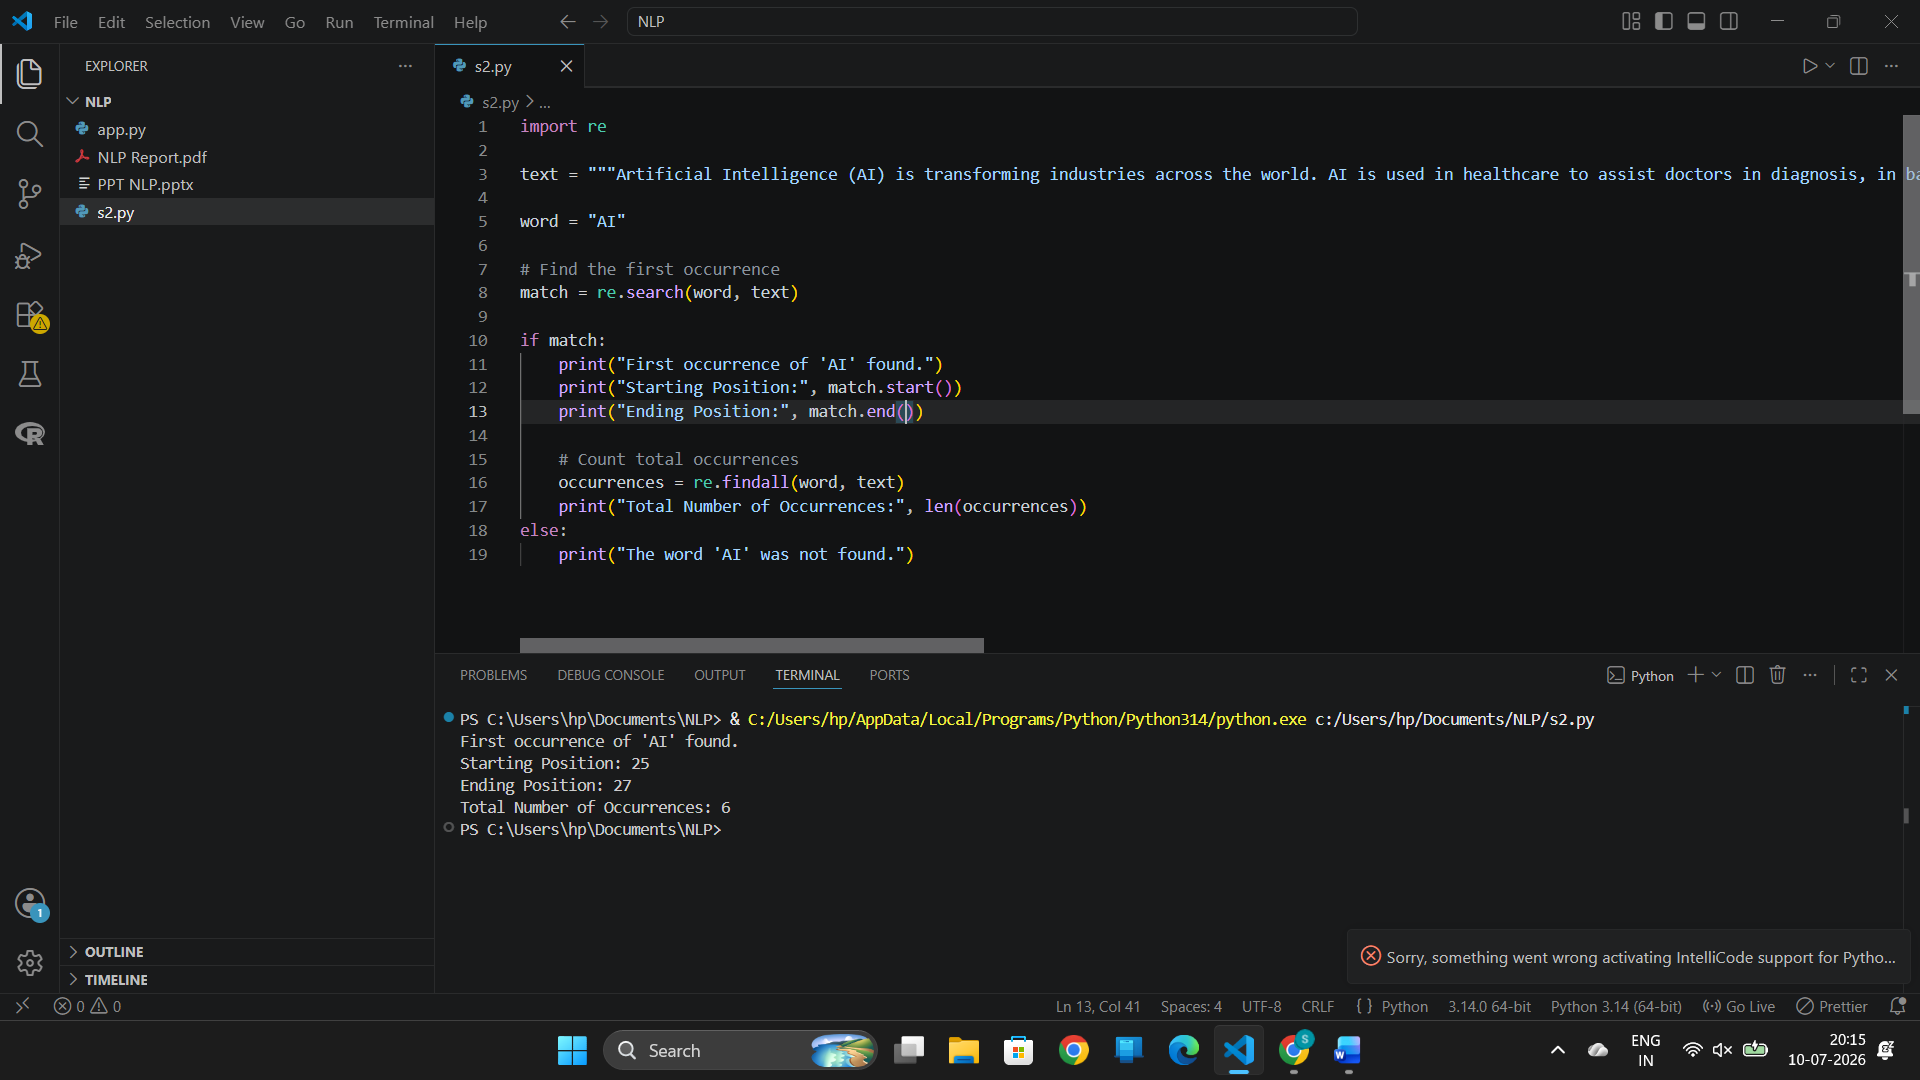 File Edit Selection View Go Run Terminal Help
NLP
EXPLORER
NLP
app.py
NLP Report.pdf
PPT NLP.pptx
s2.py
OUTLINE
TIMELINE
s2.py
s2.py > ...
1 import re
2
3 text = """Artificial Intelligence (AI) is transforming industries across the world. AI is used in healthcare to assist doctors in diagnosis, in ba
4
5 word = "AI"
6
7 # Find the first occurrence
8 match = re.search(word, text)
9
10 if match:
11 print("First occurrence of 'AI' found.")
12 print("Starting Position:", match.start())
13 print("Ending Position:", match.end())
14
15 # Count total occurrences
16 occurrences = re.findall(word, text)
17 print("Total Number of Occurrences:", len(occurrences))
18 else:
19 print("The word 'AI' was not found.")
PROBLEMS DEBUG CONSOLE OUTPUT TERMINAL PORTS
Python
PS C:\Users\hp\Documents\NLP> & C:/Users/hp/AppData/Local/Programs/Python/Python314/python.exe c:/Users/hp/Documents/NLP/s2.py
First occurrence of 'AI' found.
Starting Position: 25
Ending Position: 27
Total Number of Occurrences: 6
PS C:\Users\hp\Documents\NLP>
Sorry, something went wrong activating IntelliCode support for Pytho...
1
0 0
Ln 13, Col 41 Spaces: 4 UTF-8 CRLF { } Python 3.14.0 64-bit Python 3.14 (64-bit) Go Live Prettier
Search
S
ENG
IN
20:15
10-07-2026